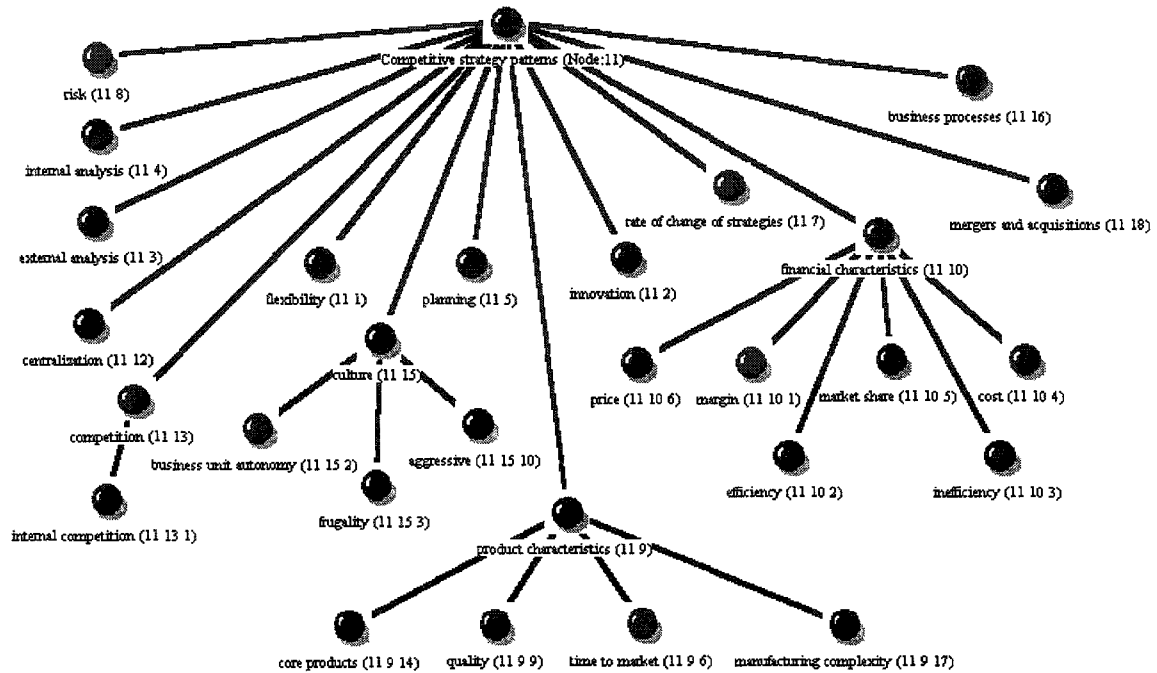 Competitive strategy patterns (Node:11)
risk (11 8)
business processes (11 16)
internal analysis (11 4)
rate of change of strategies (11 7)
mergers and acquisitions (11 18)
external analysis (11 3)
financial characteristics (11 10)
flexibility (11 1)
planning (11 5)
innovation (11 2)
centralization (11 12)
culture (11 15)
price (11 10 6)
margin (11 10 1)
market share (11 10 5)
cost (11 10 4)
competition (11 13)
business unit autonomy (11 15 2)
aggressive (11 15 10)
efficiency (11 10 2)
inefficiency (11 10 3)
frugality (11 15 3)
internal competition (11 13 1)
product characteristics (11 9)
core products (11 9 14)
quality (11 9 9)
time to market (11 9 6)
manufacturing complexity (11 9 17)